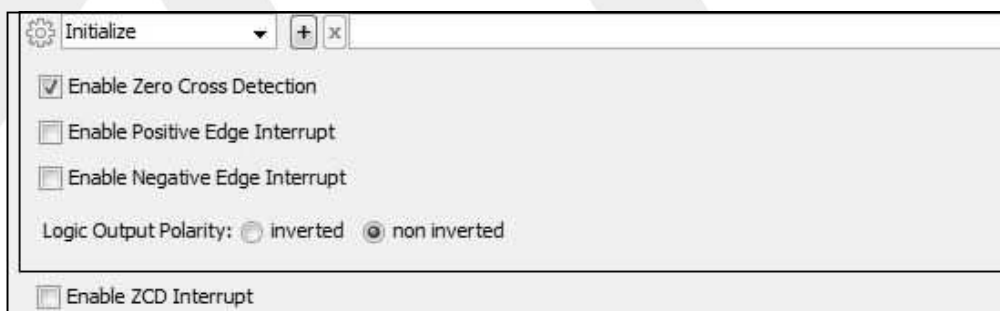 Initialize + x
Enable Zero Cross Detection
Enable Positive Edge Interrupt
Enable Negative Edge Interrupt
Logic Output Polarity: inverted non inverted
Enable ZCD Interrupt